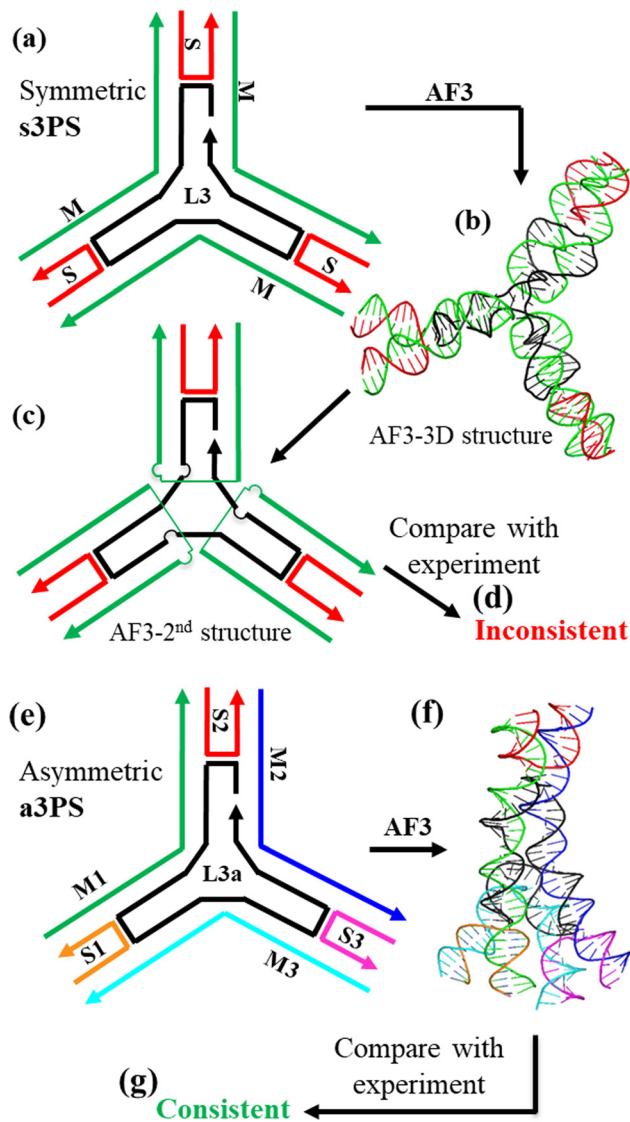 (a)
Symmetric
s3PS
S
M
M
L3
S
S
M
AF3
(b)
AF3-3D structure
(c)
AF3-2nd structure
Compare with
experiment
(d)
Inconsistent
(e)
Asymmetric
a3PS
S2
M2
M1
L3a
S1
S3
M3
AF3
(f)
Compare with
experiment
(g)
Consistent